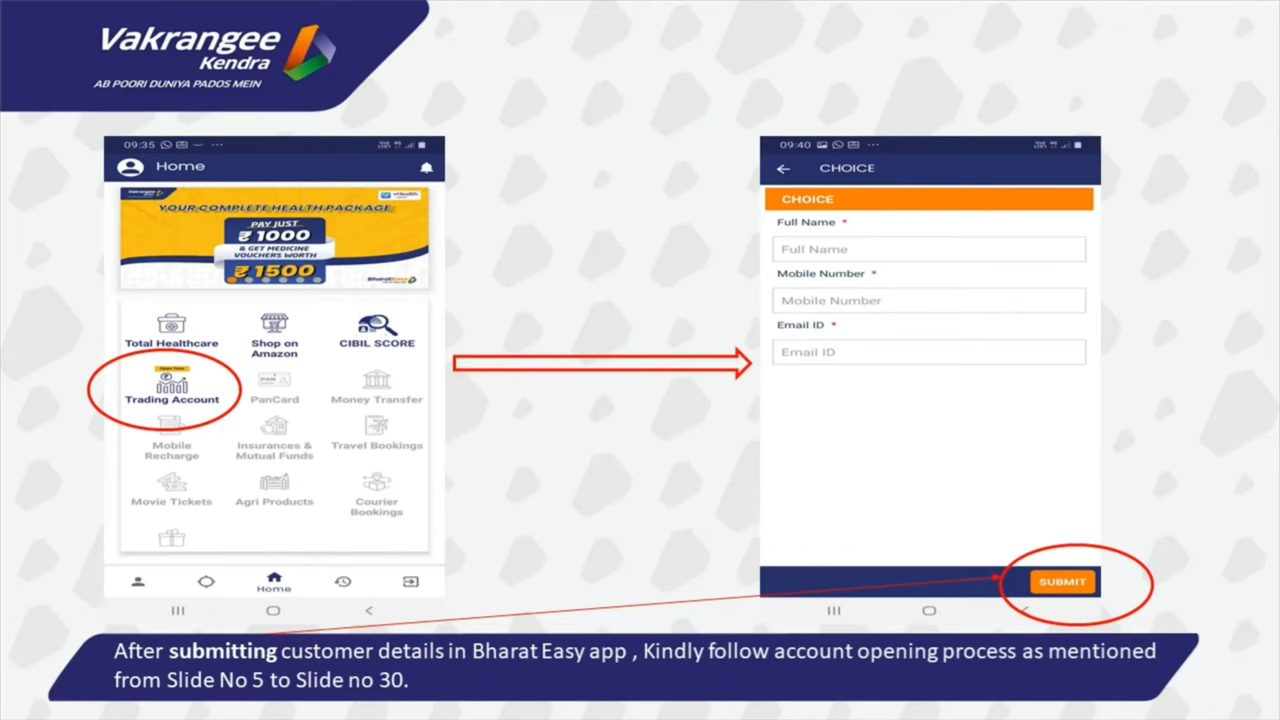 Vakrangee
Kendra
AB POORI DUNIYA PADOS MEIN
09:35
Home
YOUR COMPLETE HEALTH PACKAGE
PAY JUST
₹ 1000
& GET MEDICINE
VOUCHERS WORTH
₹ 1500
Total Healthcare
Shop on
Amazon
CIBIL SCORE
Trading Account
PanCard
Money Transfer
Mobile
Recharge
Insurances &
Mutual Funds
Travel Bookings
Movie Tickets
Agri Products
Courier
Bookings
Home
09:40
CHOICE
CHOICE
Full Name *
Full Name
Mobile Number *
Mobile Number
Email ID *
Email ID
SUBMIT
After submitting customer details in Bharat Easy app , Kindly follow account opening process as mentioned
from Slide No 5 to Slide no 30.